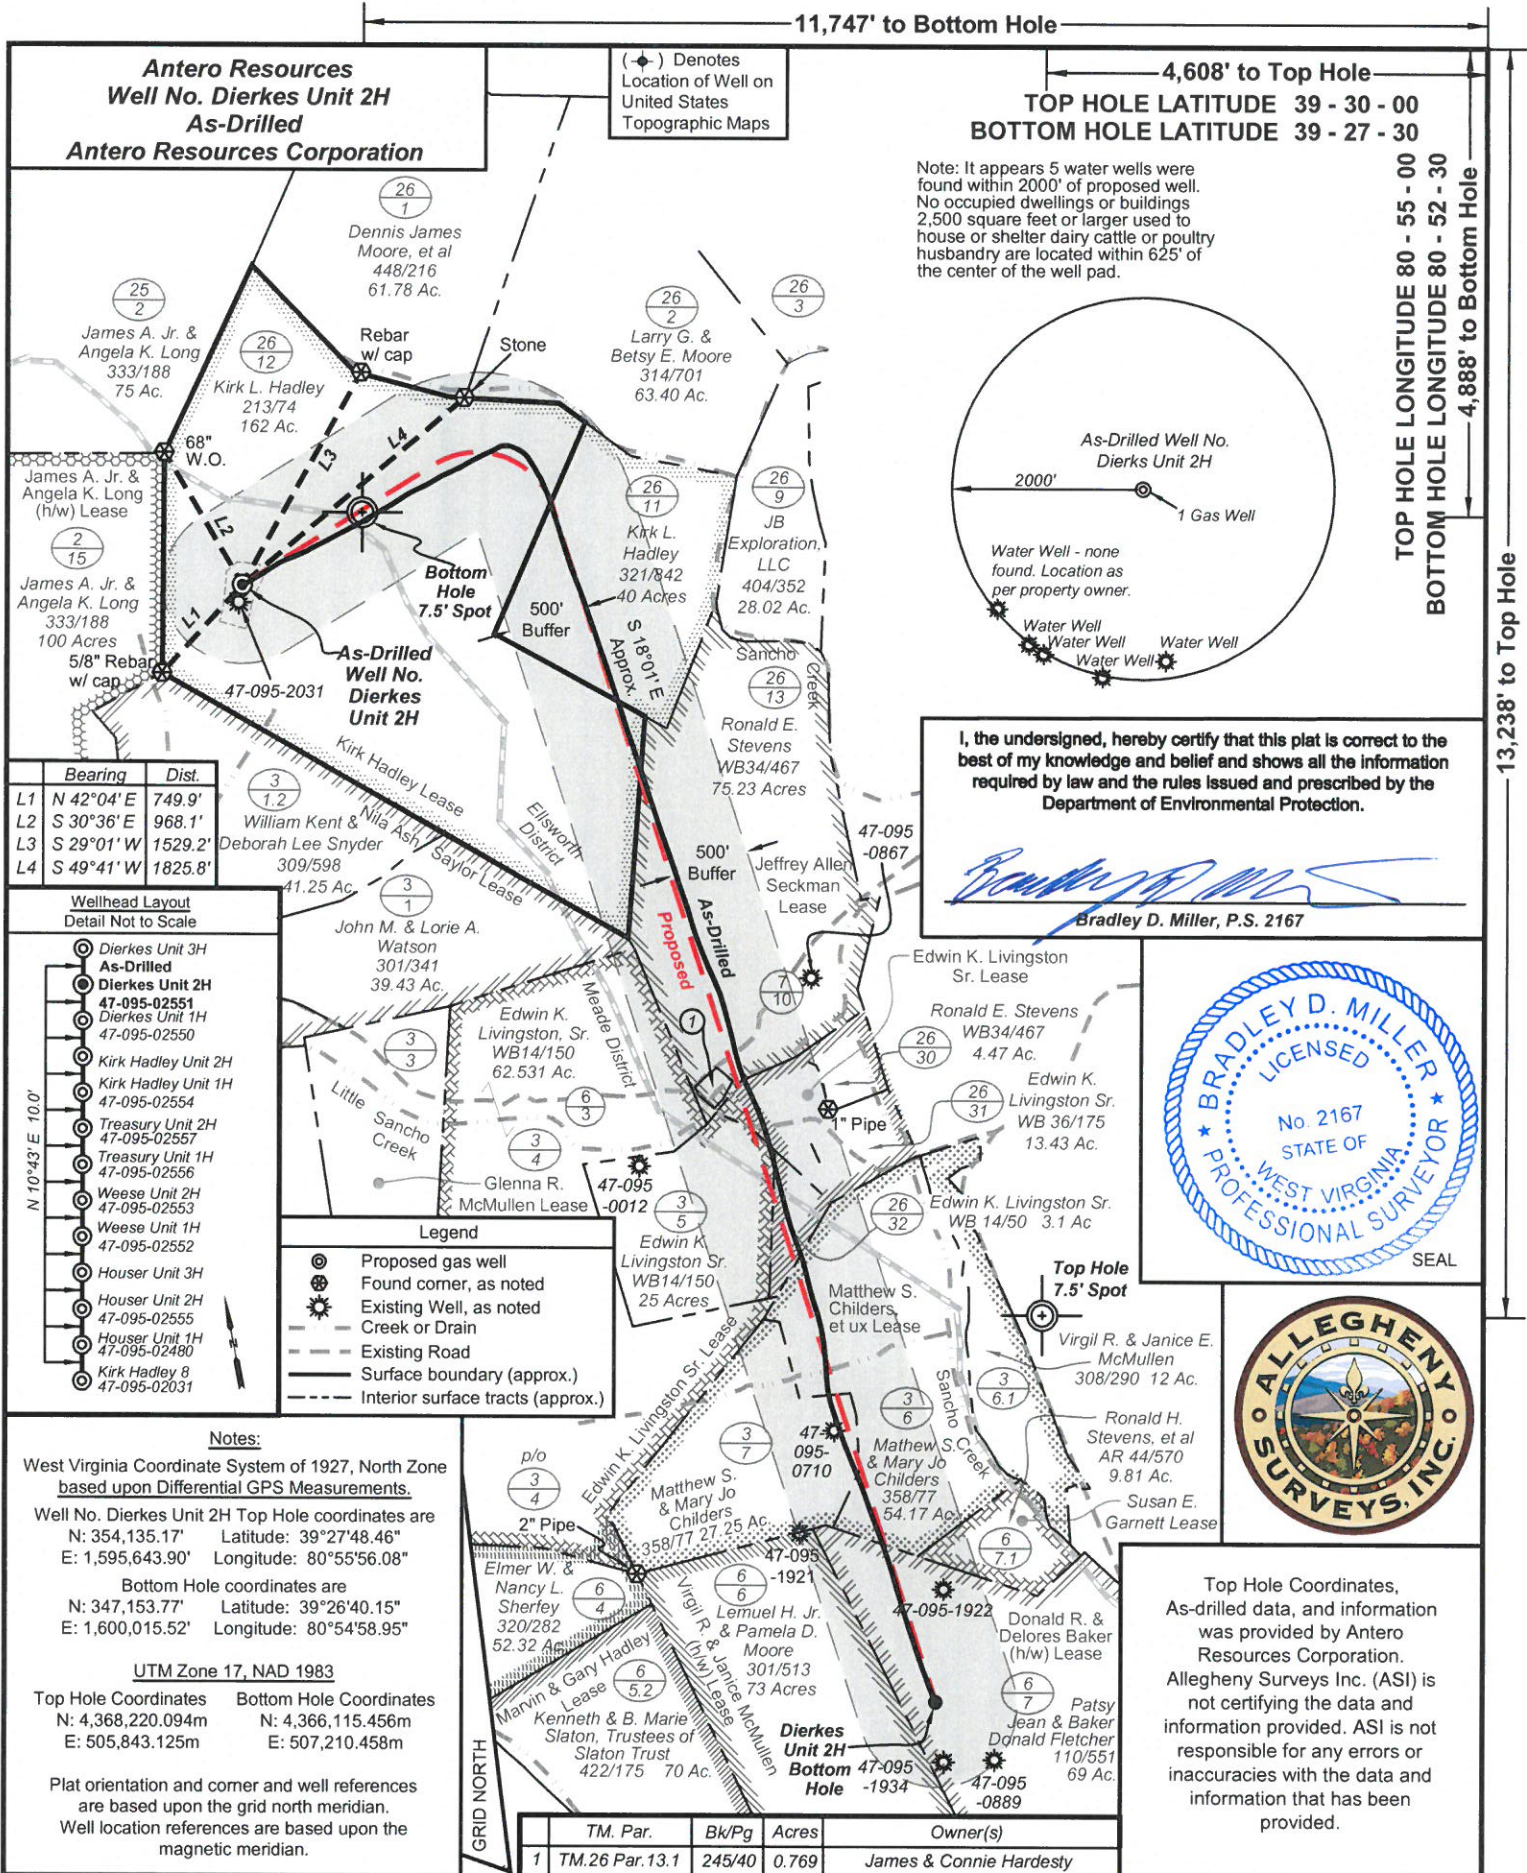 11,747' to Bottom Hole
Antero Resources
Well No. Dierkes Unit 2H
As-Drilled
Antero Resources Corporation
( ) Denotes
Location of Well on
United States
Topographic Maps
4,608' to Top Hole
TOP HOLE LATITUDE 39 - 30 - 00
BOTTOM HOLE LATITUDE 39 - 27 - 30
TOP HOLE LONGITUDE 80 - 55 - 00
BOTTOM HOLE LONGITUDE 80 - 52 - 30
4,888' to Bottom Hole
13,238' to Top Hole
Note: It appears 5 water wells were
found within 2000' of proposed well.
No occupied dwellings or buildings
2,500 square feet or larger used to
house or shelter dairy cattle or poultry
husbandry are located within 625' of
the center of the well pad.
As-Drilled Well No.
Dierks Unit 2H
2000'
1 Gas Well
Water Well - none
found. Location as
per property owner.
Water Well
Water Well
Water Well
Water Well
26
1
Dennis James
Moore, et al
448/216
61.78 Ac.
25
2
James A. Jr. &
Angela K. Long
333/188
75 Ac.
26
12
Kirk L. Hadley
213/74
162 Ac.
Rebar
w/ cap
Stone
26
2
Larry G. &
Betsy E. Moore
314/701
63.40 Ac.
26
3
68"
W.O.
L3
L4
L2
L1
James A. Jr. &
Angela K. Long
(h/w) Lease
2
15
James A. Jr. &
Angela K. Long
333/188
100 Acres
5/8" Rebar
w/ cap
47-095-2031
As-Drilled
Well No.
Dierkes
Unit 2H
Bottom
Hole
7.5' Spot
500'
Buffer
26
11
Kirk L.
Hadley
321/842
40 Acres
S 18°01' E
Approx.
26
9
JB
Exploration,
LLC
404/352
28.02 Ac.
Sancho
Creek
26
13
Ronald E.
Stevens
WB34/467
75.23 Acres
I, the undersigned, hereby certify that this plat is correct to the
best of my knowledge and belief and shows all the information
required by law and the rules issued and prescribed by the
Department of Environmental Protection.
Bradley D. Miller, P.S. 2167
Bearing Dist.
L1 N 42°04' E 749.9'
L2 S 30°36' E 968.1'
L3 S 29°01' W 1529.2'
L4 S 49°41' W 1825.8'
Kirk Hadley Lease
Nila Ash Saylor Lease
3
1.2
William Kent &
Deborah Lee Snyder
309/598
41.25 Ac.
Ellsworth
District
3
1
John M. & Lorie A.
Watson
301/341
39.43 Ac.
500'
Buffer
Jeffrey Allen
Seckman
Lease
47-095
-0867
As-Drilled
Proposed
7
10
Edwin K. Livingston
Sr. Lease
Ronald E. Stevens
WB34/467
4.47 Ac.
26
30
Edwin K.
Livingston Sr.
WB 36/175
13.43 Ac.
26
31
1" Pipe
Wellhead Layout
Detail Not to Scale
Dierkes Unit 3H
As-Drilled
Dierkes Unit 2H
47-095-02551
Dierkes Unit 1H
47-095-02550
Kirk Hadley Unit 2H
Kirk Hadley Unit 1H
47-095-02554
Treasury Unit 2H
47-095-02557
Treasury Unit 1H
47-095-02556
Weese Unit 2H
47-095-02553
Weese Unit 1H
47-095-02552
Houser Unit 3H
Houser Unit 2H
47-095-02555
Houser Unit 1H
47-095-02480
Kirk Hadley 8
47-095-02031
N 10°43' E 10.0'
3
3
Edwin K.
Livingston, Sr.
WB14/150
62.531 Ac.
Meade District
1
6
3
Little
Sancho
Creek
3
4
Glenna R.
McMullen Lease
47-095
-0012
3
5
Edwin K.
Livingston Sr.
WB14/150
25 Acres
26
32
Edwin K. Livingston Sr.
WB 14/50 3.1 Ac
BRADLEY D. MILLER
LICENSED
No. 2167
STATE OF
WEST VIRGINIA
PROFESSIONAL SURVEYOR
SEAL
Legend
Proposed gas well
Found corner, as noted
Existing Well, as noted
Creek or Drain
Existing Road
Surface boundary (approx.)
Interior surface tracts (approx.)
Top Hole
7.5' Spot
Matthew S.
Childers,
et ux Lease
Virgil R. & Janice E.
McMullen
308/290 12 Ac.
3
6.1
Edwin K. Livingston Sr. Lease
3
7
47-
095-
0710
3
6
Mathew S.
& Mary Jo
Childers
358/77
54.17 Ac
Sancho Creek
Ronald H.
Stevens, et al
AR 44/570
9.81 Ac.
Susan E.
Garnett Lease
ALLEGHENY
SURVEYS, INC.
Notes:
West Virginia Coordinate System of 1927, North Zone
based upon Differential GPS Measurements.
Well No. Dierkes Unit 2H Top Hole coordinates are
N: 354,135.17' Latitude: 39°27'48.46"
E: 1,595,643.90' Longitude: 80°55'56.08"
Bottom Hole coordinates are
N: 347,153.77' Latitude: 39°26'40.15"
E: 1,600,015.52' Longitude: 80°54'58.95"
UTM Zone 17, NAD 1983
Top Hole Coordinates Bottom Hole Coordinates
N: 4,368,220.094m N: 4,366,115.456m
E: 505,843.125m E: 507,210.458m
Plat orientation and corner and well references
are based upon the grid north meridian.
Well location references are based upon the
magnetic meridian.
GRID NORTH
p/o
3
4
2" Pipe
Matthew S.
& Mary Jo
Childers
358/77 27.25 Ac.
47-095
-1921
6
7.1
Elmer W. &
Nancy L.
Sherfey
320/282
52.32 Ac
6
4
Virgil R. & Janice McMullen
(h/w) Lease
6
6
Lemuel H. Jr.
& Pamela D.
Moore
301/513
73 Acres
47-095-1922
Donald R. &
Delores Baker
(h/w) Lease
Marvin & Gary Hadley
Lease
6
5.2
Kenneth & B. Marie
Slaton, Trustees of
Slaton Trust
422/175 70 Ac.
Dierkes
Unit 2H
Bottom
Hole
47-095
-1934
47-095
-0889
6
7
Patsy
Jean & Baker
Donald Fletcher
110/551
69 Ac.
Top Hole Coordinates,
As-drilled data, and information
was provided by Antero
Resources Corporation.
Allegheny Surveys Inc. (ASI) is
not certifying the data and
information provided. ASI is not
responsible for any errors or
inaccuracies with the data and
information that has been
provided.
TM. Par. Bk/Pg Acres Owner(s)
1 TM.26 Par.13.1 245/40 0.769 James & Connie Hardesty